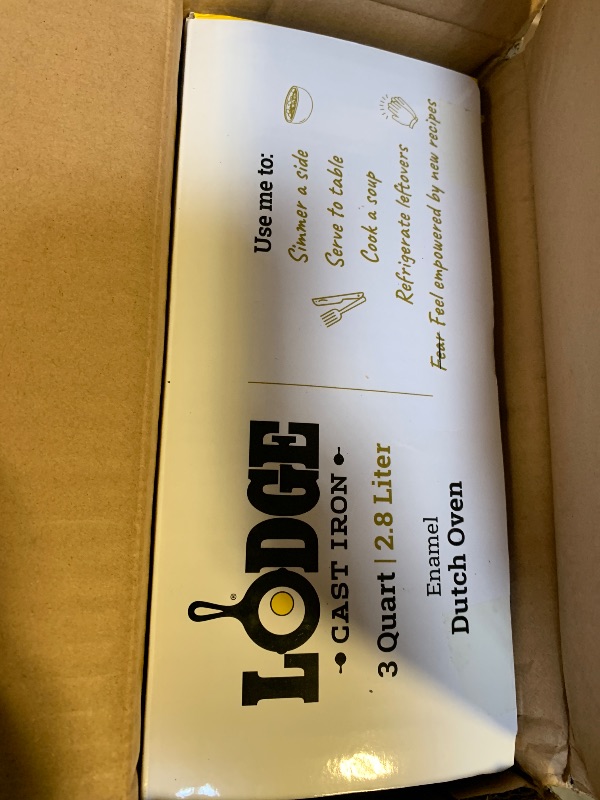 LODGE®
CAST IRON
3 Quart | 2.8 Liter
Enamel
Dutch Oven
Use me to:
Simmer a side
Serve to table
Cook a soup
Refrigerate leftovers
Fear Feel empowered by new recipes